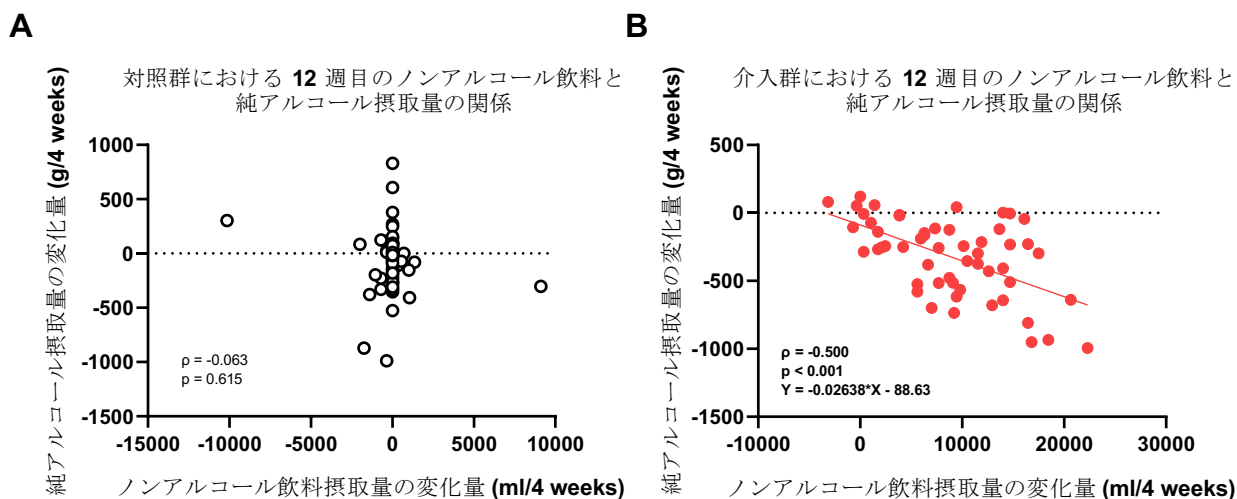 A
対照群における 12 週目のノンアルコール飲料と
純アルコール摂取量の関係
純アルコール摂取量の変化量 (g/4 weeks)
1000
500
0
-500
-1000
-1500
ρ = -0.063
p = 0.615
-15000 -10000 -5000 0 5000 10000
ノンアルコール飲料摂取量の変化量 (ml/4 weeks)
B
介入群における 12 週目のノンアルコール飲料と
純アルコール摂取量の関係
純アルコール摂取量の変化量 (g/4 weeks)
500
0
-500
-1000
-1500
ρ = -0.500
p < 0.001
Y = -0.02638*X - 88.63
-10000 0 10000 20000 30000
ノンアルコール飲料摂取量の変化量 (ml/4 weeks)